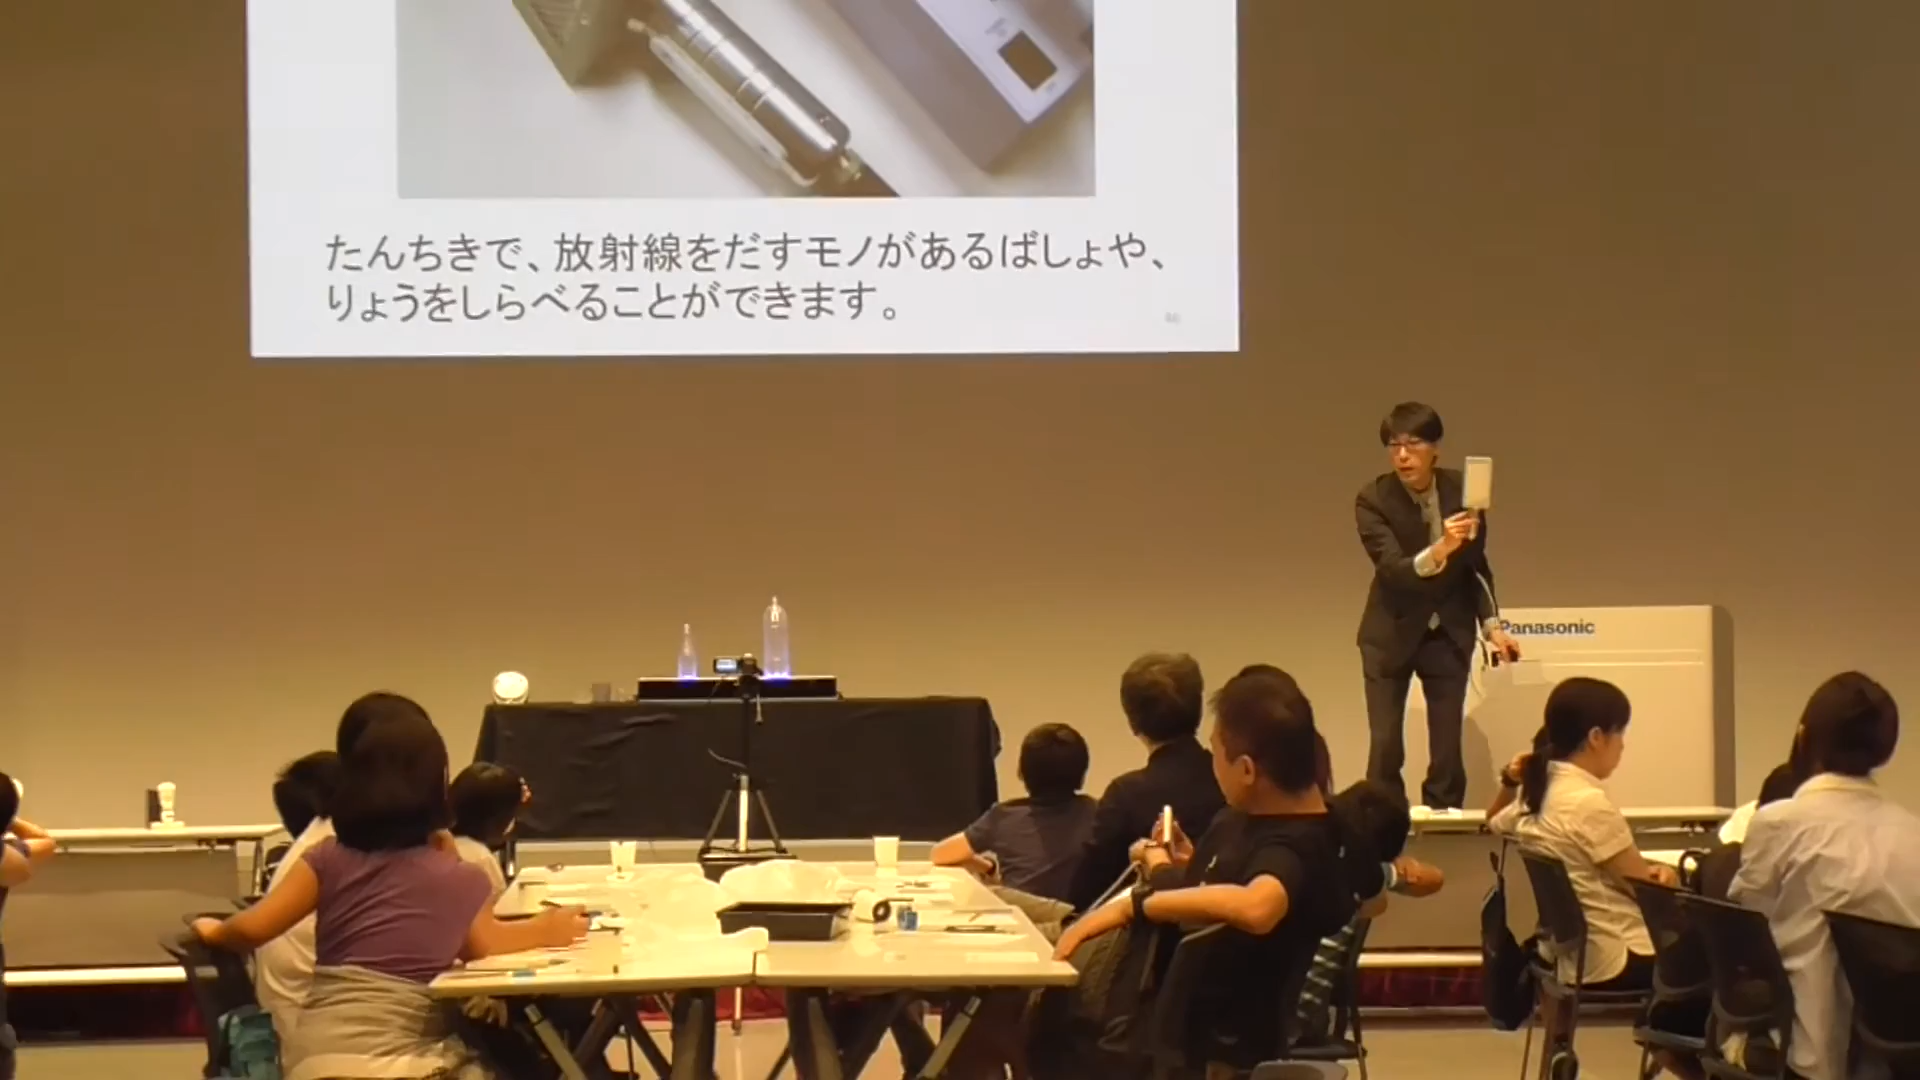 たんちきで、放射線をだすモノがあるばしょや、
りょうをしらべることができます。
Panasonic